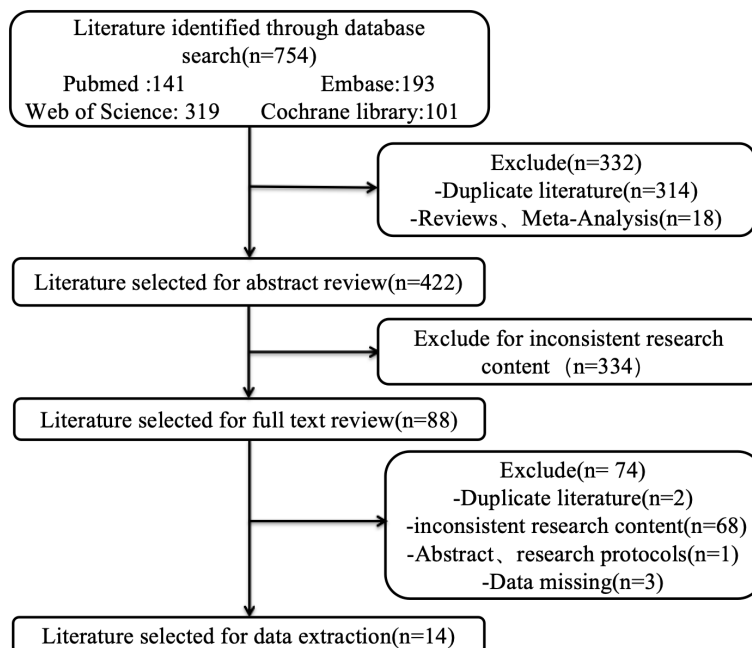 Literature identified through database
search(n=754)
Pubmed :141 Embase:193
Web of Science: 319 Cochrane library:101
Exclude(n=332)
-Duplicate literature(n=314)
-Reviews、Meta-Analysis(n=18)
Literature selected for abstract review(n=422)
Exclude for inconsistent research
content（n=334）
Literature selected for full text review(n=88)
Exclude(n= 74)
-Duplicate literature(n=2)
-inconsistent research content(n=68)
-Abstract、research protocols(n=1)
-Data missing(n=3)
Literature selected for data extraction(n=14)